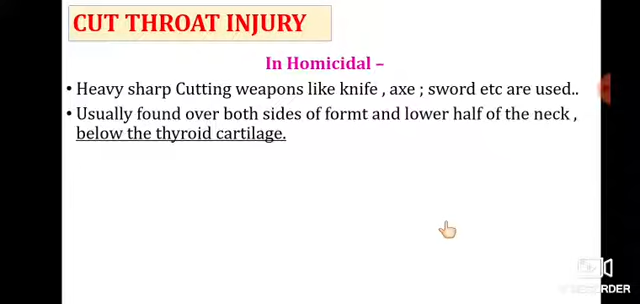 CUT THROAT INJURY
In Homicidal –
• Heavy sharp Cutting weapons like knife , axe ; sword etc are used..
• Usually found over both sides of formt and lower half of the neck ,
below the thyroid cartilage.
RECORDER